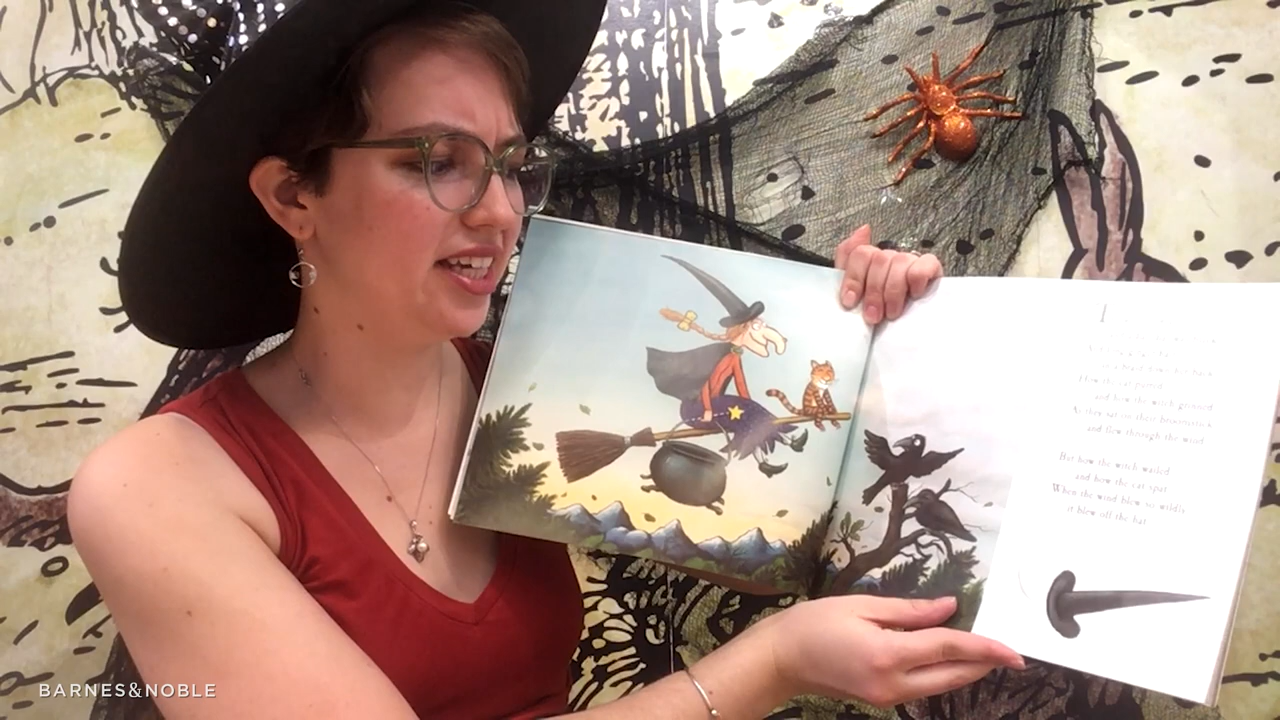 How the cat purred
and how the witch grinned
As they sat on their broomstick
and flew through the wind
But how the witch wailed
and how the cat spat
When the wind blew so wildly
it blew off the hat
BARNES&NOBLE